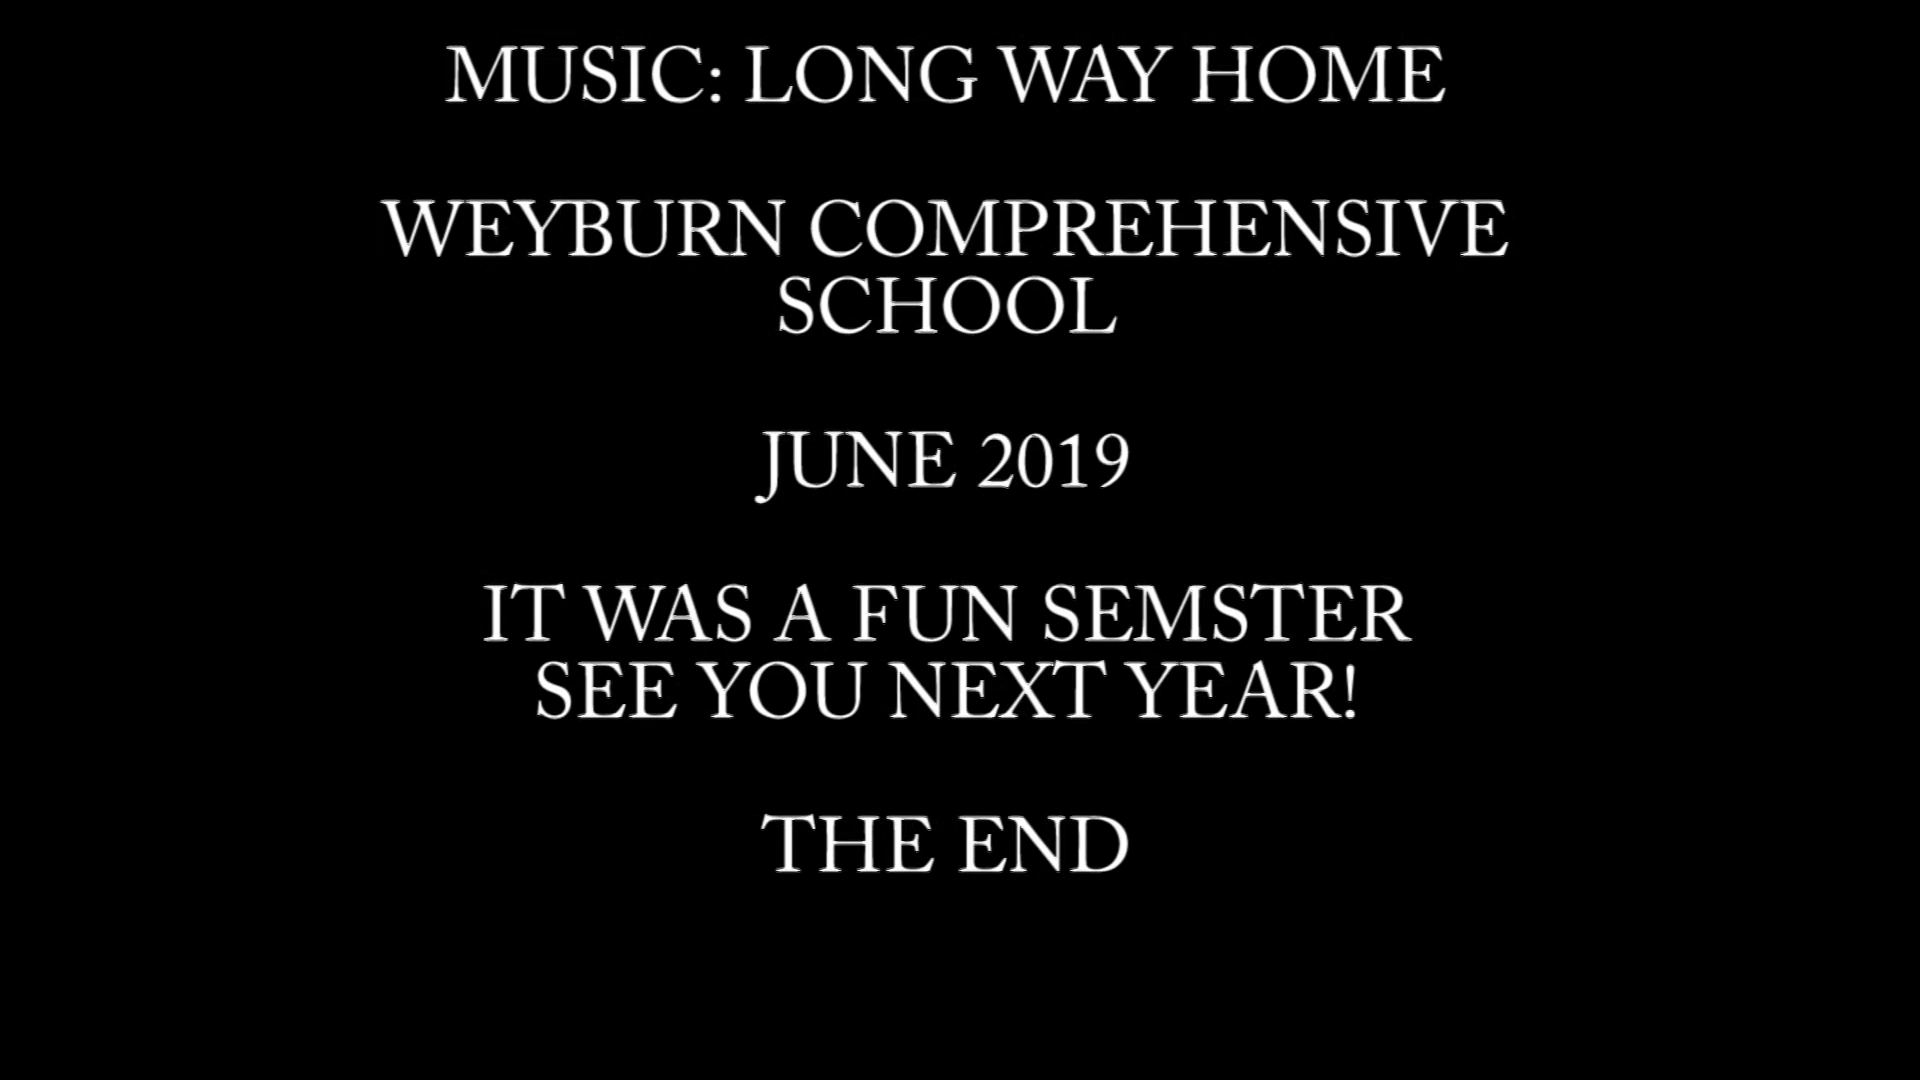 MUSIC: LONG WAY HOME
WEYBURN COMPREHENSIVE
SCHOOL
JUNE 2019
IT WAS A FUN SEMSTER
SEE YOU NEXT YEAR!
THE END